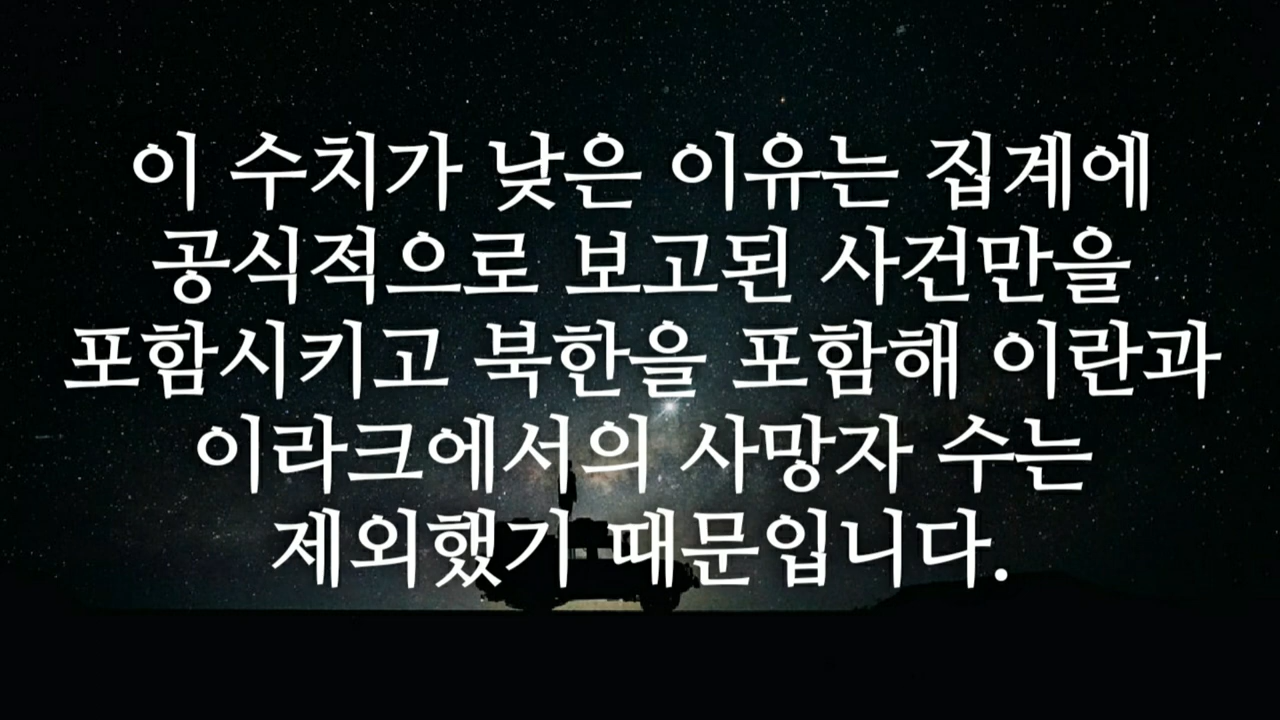 이 수치가 낮은 이유는 집계에
공식적으로 보고된 사건만을
포함시키고 북한을 포함해 이란과
이라크에서의 사망자 수는
제외했기 때문입니다.